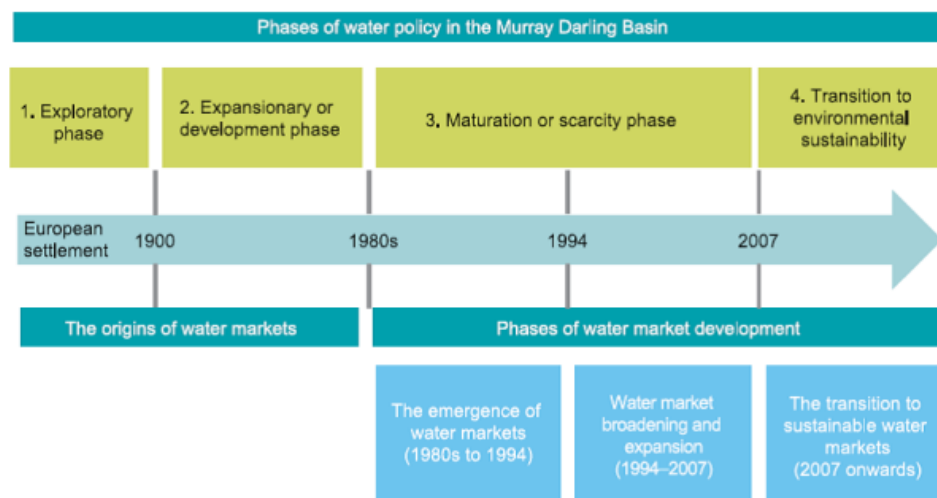 Phases of water policy in the Murray Darling Basin
1. Exploratory
phase
2. Expansionary or
development phase
3. Maturation or scarcity phase
4. Transition to
environmental
sustainability
European
settlement
1900
1980s
1994
2007
The origins of water markets
Phases of water market development
The emergence of
water markets
(1980s to 1994)
Water market
broadening and
expansion
(1994–2007)
The transition to
sustainable water
markets
(2007 onwards)